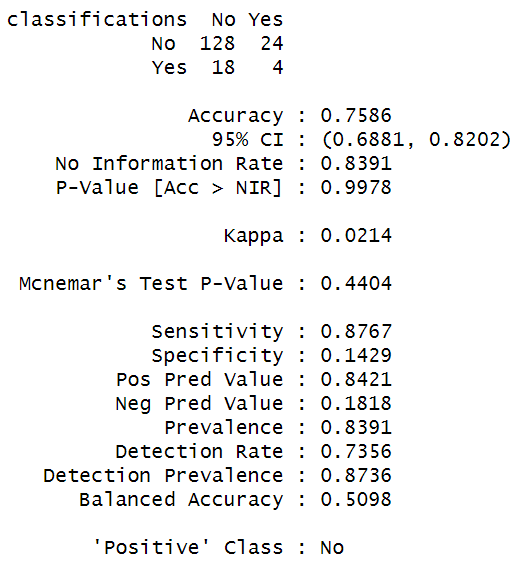 classifications No Yes
No 128 24
Yes 18 4
Accuracy : 0.7586
95% CI : (0.6881, 0.8202)
No Information Rate : 0.8391
P-Value [Acc > NIR] : 0.9978
Kappa : 0.0214
Mcnemar's Test P-Value : 0.4404
Sensitivity : 0.8767
Specificity : 0.1429
Pos Pred Value : 0.8421
Neg Pred Value : 0.1818
Prevalence : 0.8391
Detection Rate : 0.7356
Detection Prevalence : 0.8736
Balanced Accuracy : 0.5098
'Positive' Class : No